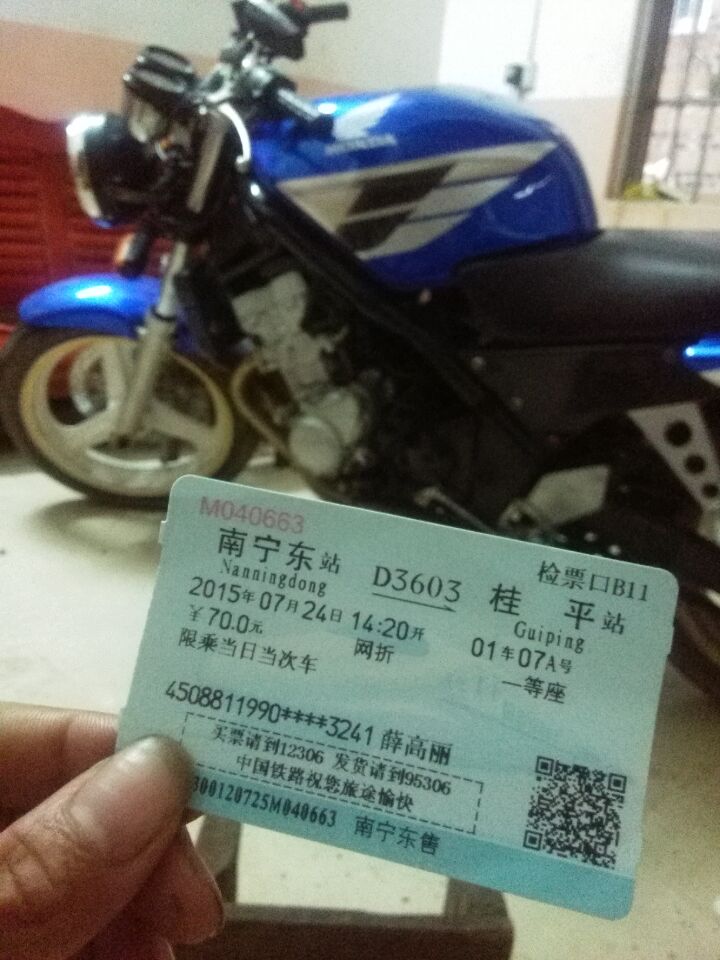 HONDA
M040663
检票口B11
南宁东站 D3603 桂平站
Nanningdong Guiping
2015年07月24日 14:20开 01车07A号
￥70.0元 网折 一等座
限乘当日当次车
4508811990****3241 薛高丽
买票请到12306 发货请到95306
中国铁路祝您旅途愉快
300120725M040663 南宁东售